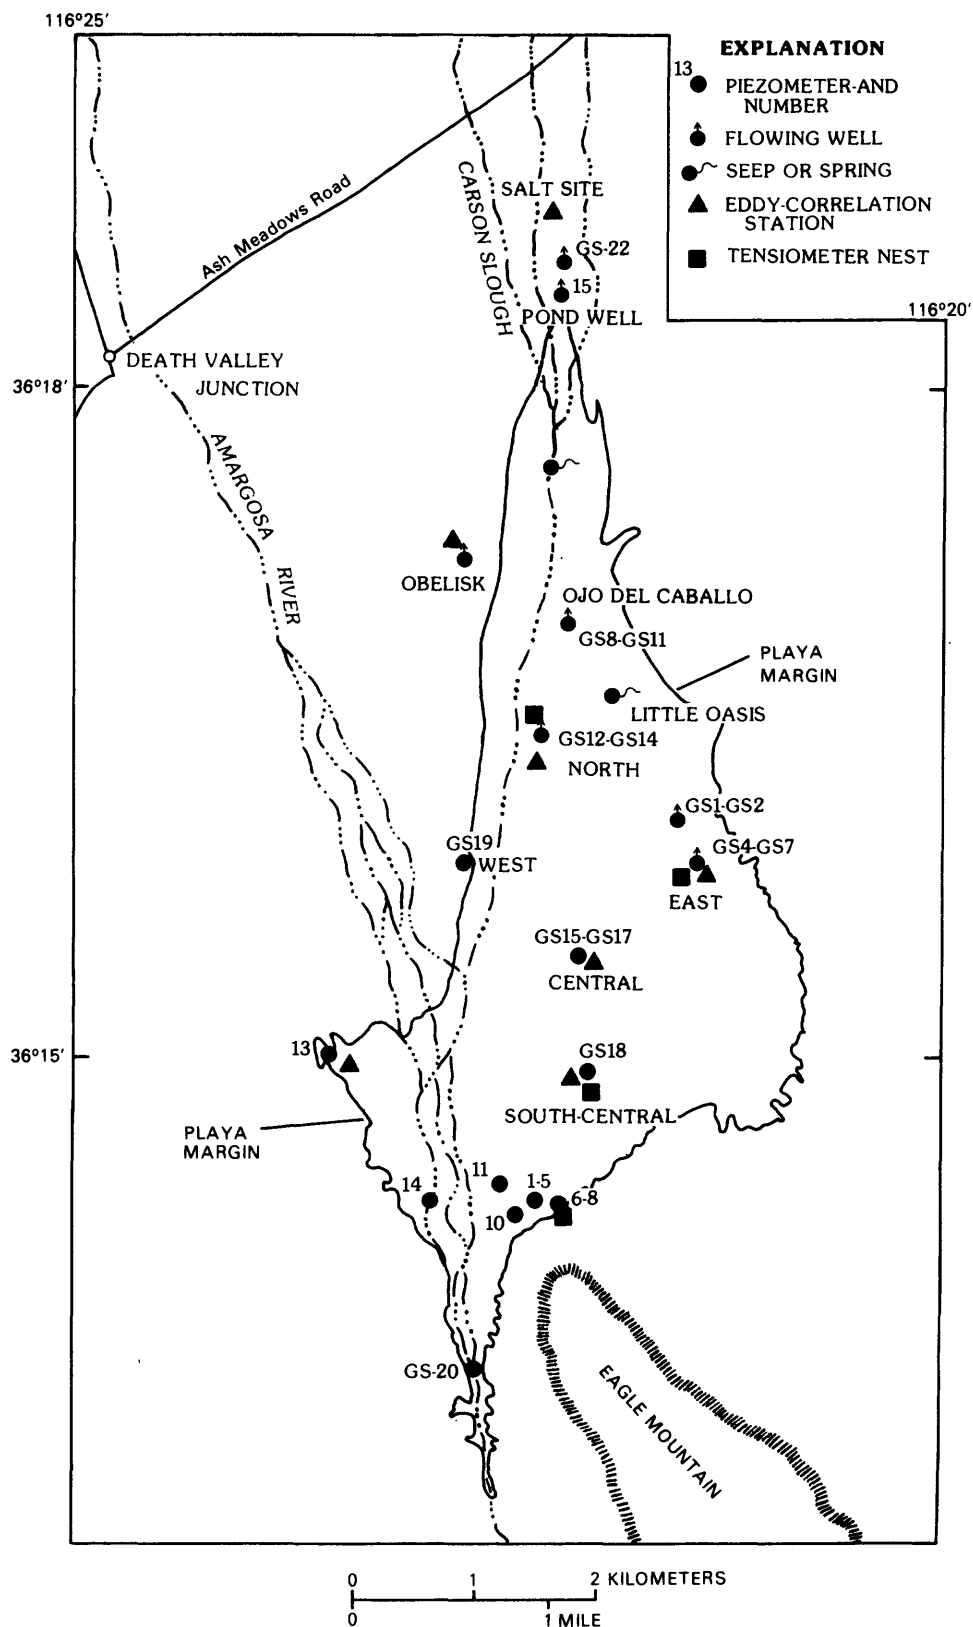 116°25′
EXPLANATION
13
PIEZOMETER-AND
NUMBER
FLOWING WELL
SEEP OR SPRING
EDDY-CORRELATION
STATION
TENSIOMETER NEST
Ash Meadows Road
CARSON SLOUGH
SALT SITE
GS-22
15
POND WELL
116°20′
DEATH VALLEY
JUNCTION
36°18′
AMARGOSA
RIVER
OBELISK
OJO DEL CABALLO
GS8-GS11
PLAYA
MARGIN
LITTLE OASIS
GS12-GS14
NORTH
GS1-GS2
GS4-GS7
EAST
GS19
WEST
GS15-GS17
CENTRAL
36°15′
13
GS18
SOUTH-CENTRAL
PLAYA
MARGIN
14
11
1-5
6-8
10
GS-20
EAGLE MOUNTAIN
0 1 2 KILOMETERS
0 1 MILE